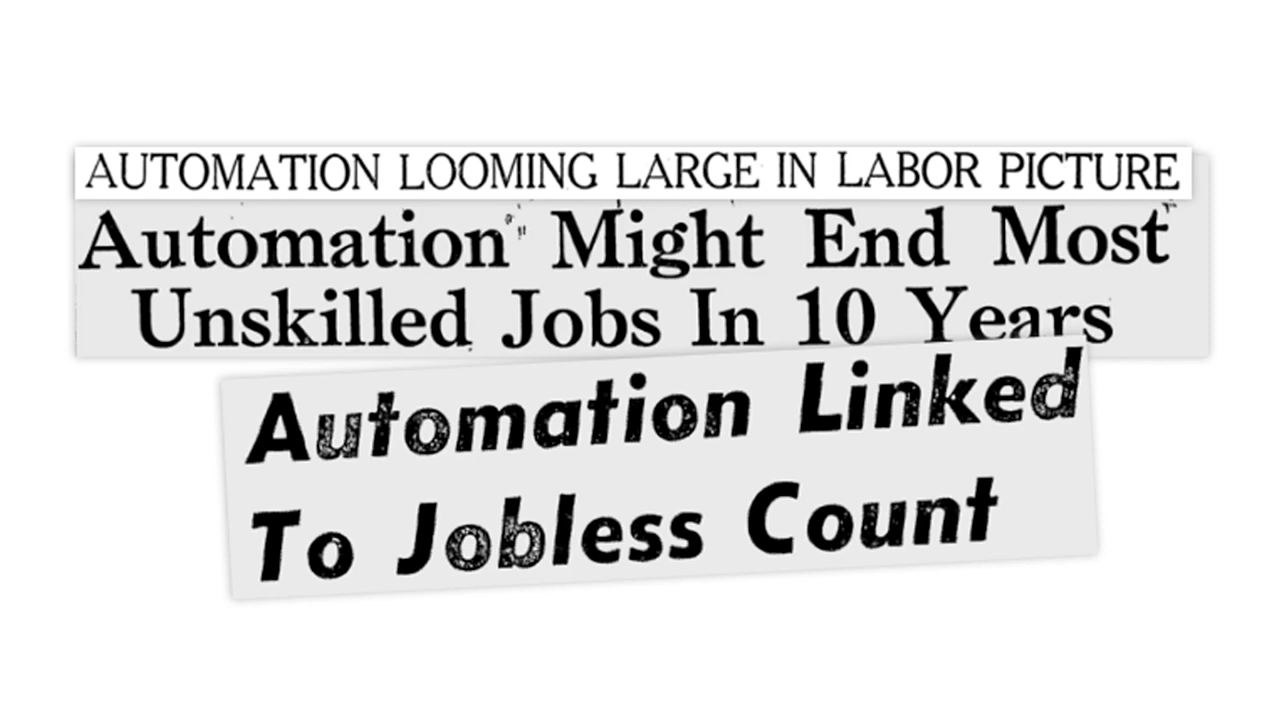 AUTOMATION LOOMING LARGE IN LABOR PICTURE
Automation Might End Most
Unskilled Jobs In 10 Years
Automation Linked
To Jobless Count